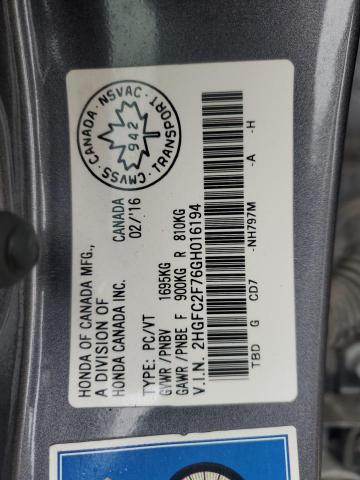 HONDA OF CANADA MFG.,
A DIVISION OF
HONDA CANADA INC.
CANADA
02/'16
CANADA - NSVAC
942
CMVSS - TRANSPORT
TYPE: PC/VT
GVWR / PNBV 1695KG
GAWR / PNBE F 900KG R 810KG
V.I.N. 2HGFC2F76GH016194
TBD G CD7 -NH797M -A -H